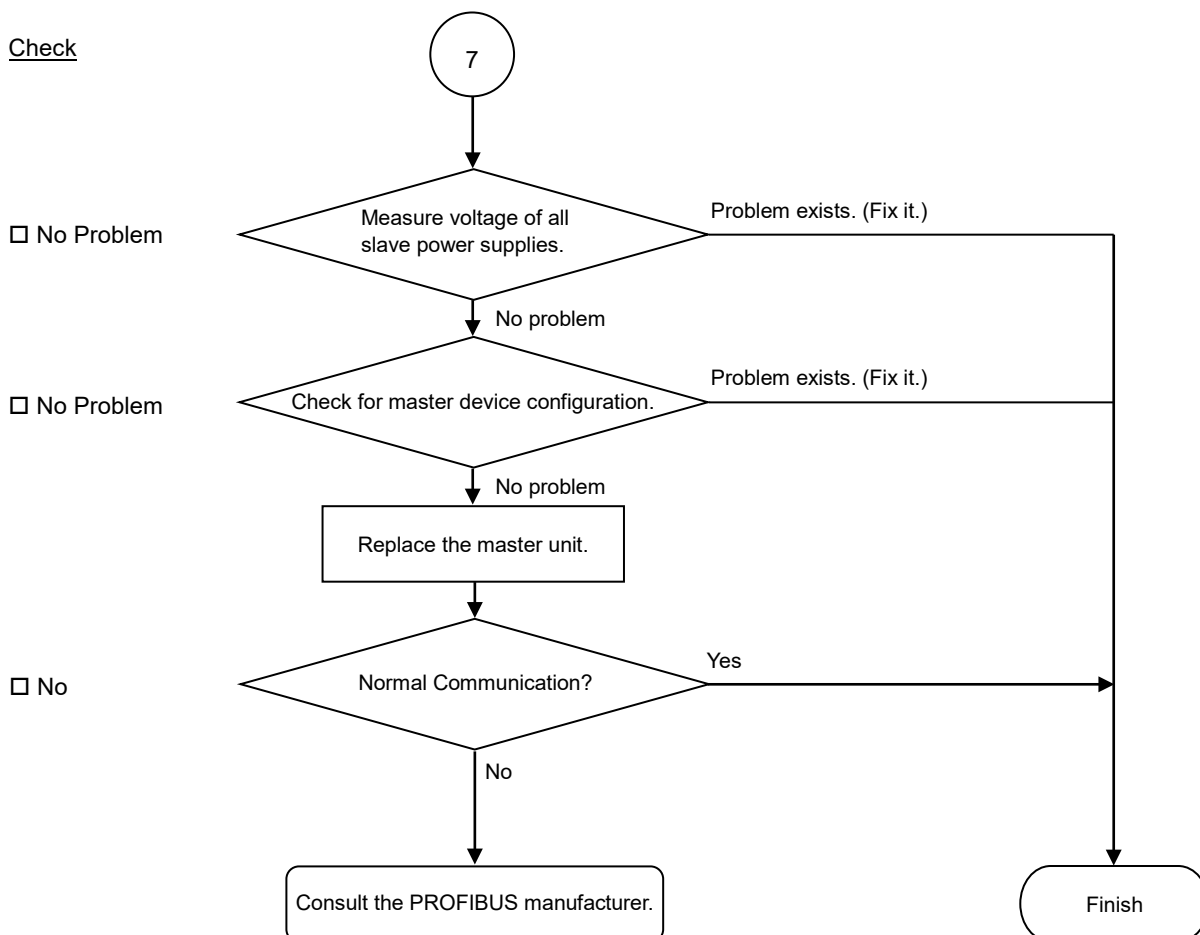 Check
7
Measure voltage of all
slave power supplies.
Problem exists. (Fix it.)
☐ No Problem
No problem
Check for master device configuration.
Problem exists. (Fix it.)
☐ No Problem
No problem
Replace the master unit.
Normal Communication?
Yes
☐ No
No
Consult the PROFIBUS manufacturer.
Finish